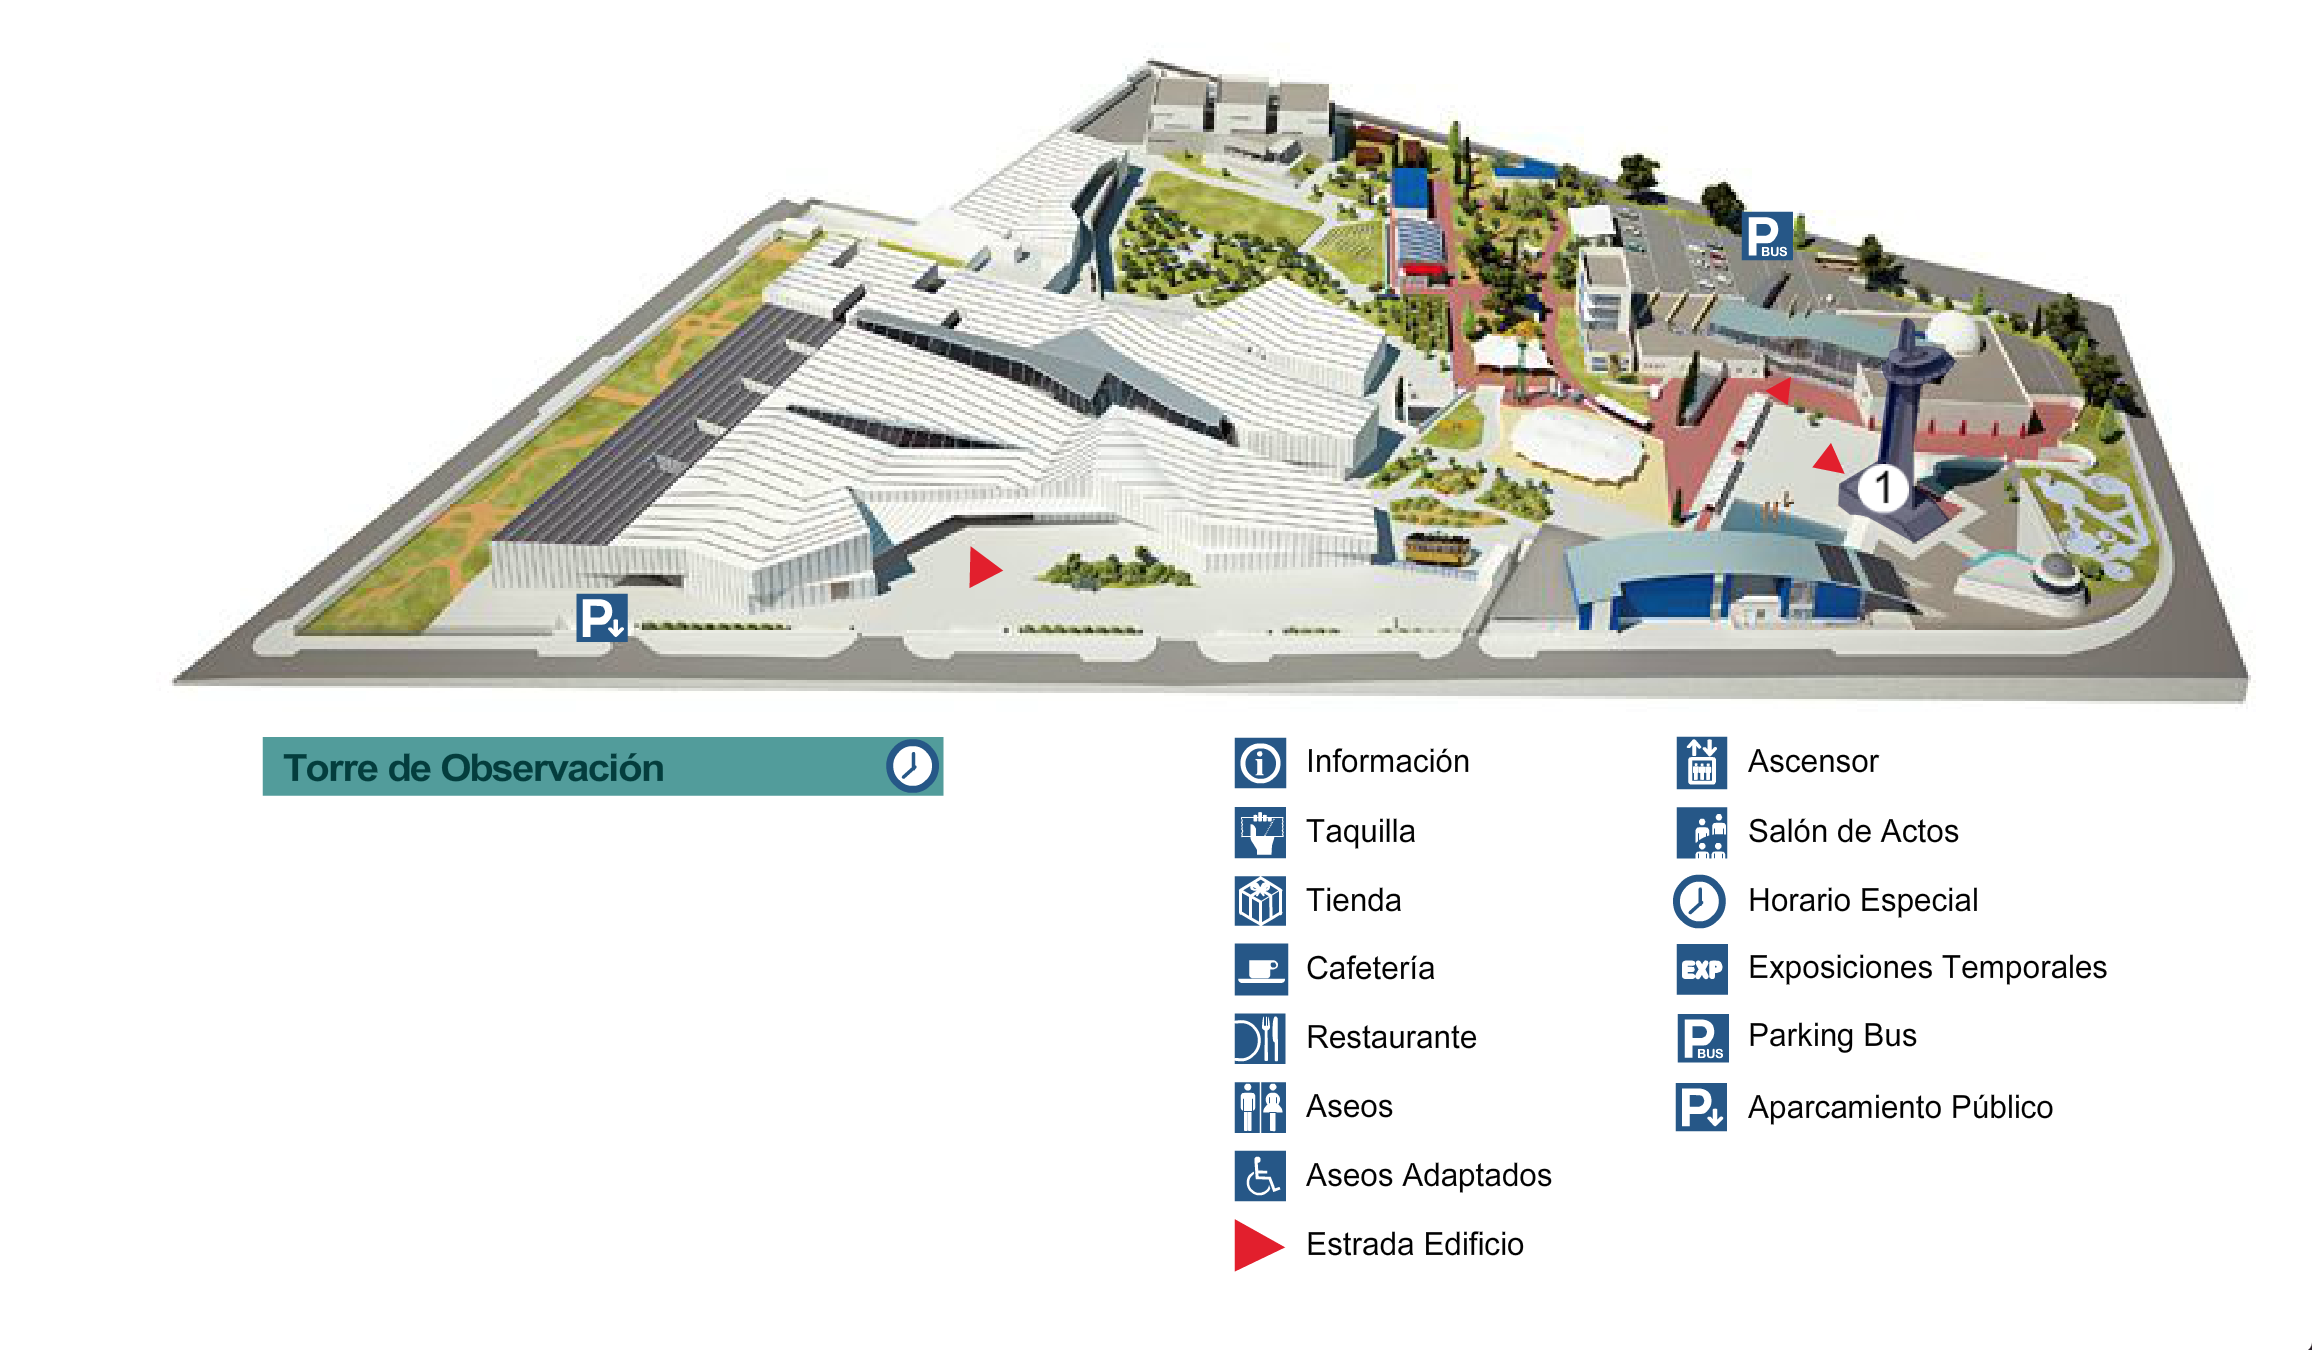 P BUS
1
P
Torre de Observación
Información
Taquilla
Tienda
Cafetería
Restaurante
Aseos
Aseos Adaptados
Estrada Edificio
Ascensor
Salón de Actos
Horario Especial
EXP Exposiciones Temporales
P BUS Parking Bus
P Aparcamiento Público